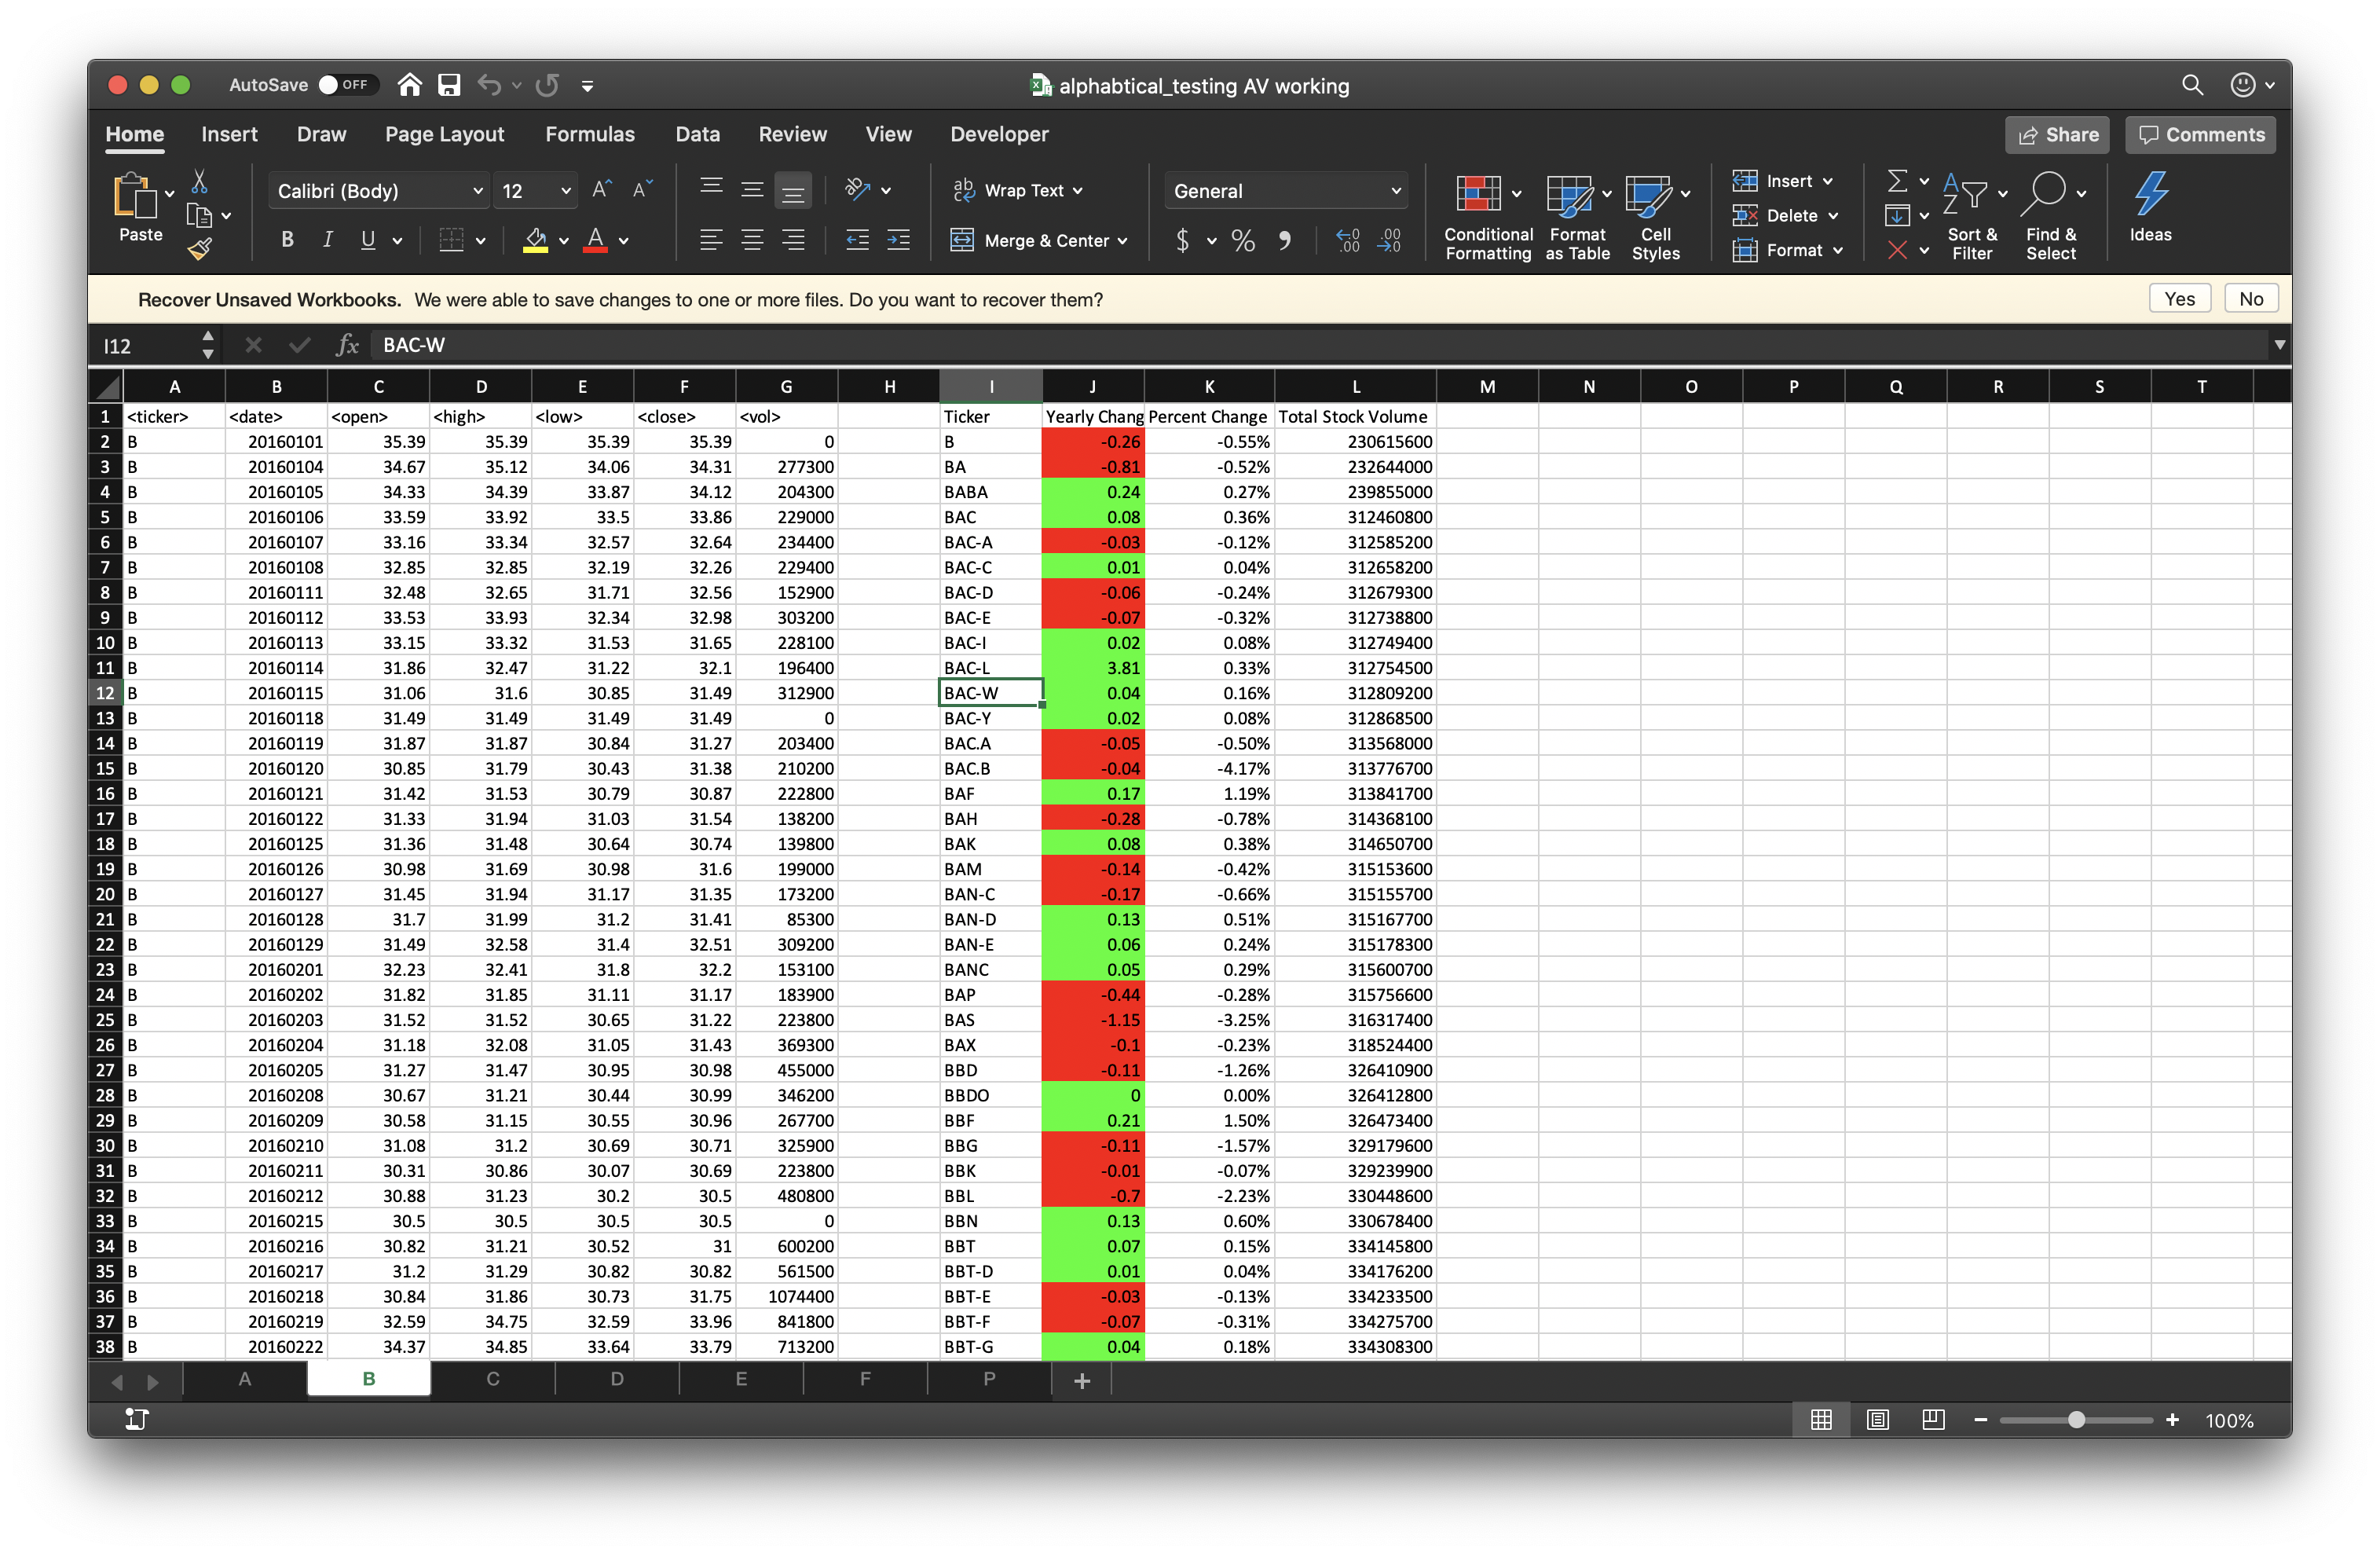 AutoSave OFF alphabtical_testing AV working
Home Insert Draw Page Layout Formulas Data Review View Developer Share Comments
Paste Calibri (Body) 12 Wrap Text General Insert
B I U Merge & Center $ % Conditional Formatting Format as Table Cell Styles Delete Format Sort & Filter Find & Select Ideas
Recover Unsaved Workbooks. We were able to save changes to one or more files. Do you want to recover them? Yes No
I12 fx BAC-W
A B C D E F G H I J K L M N O P Q R S T
1 <ticker> <date> <open> <high> <low> <close> <vol> Ticker Yearly Chang Percent Change Total Stock Volume
2 B 20160101 35.39 35.39 35.39 35.39 0 B -0.26 -0.55% 230615600
3 B 20160104 34.67 35.12 34.06 34.31 277300 BA -0.81 -0.52% 232644000
4 B 20160105 34.33 34.39 33.87 34.12 204300 BABA 0.24 0.27% 239855000
5 B 20160106 33.59 33.92 33.5 33.86 229000 BAC 0.08 0.36% 312460800
6 B 20160107 33.16 33.34 32.57 32.64 234400 BAC-A -0.03 -0.12% 312585200
7 B 20160108 32.85 32.85 32.19 32.26 229400 BAC-C 0.01 0.04% 312658200
8 B 20160111 32.48 32.65 31.71 32.56 152900 BAC-D -0.06 -0.24% 312679300
9 B 20160112 33.53 33.93 32.34 32.98 303200 BAC-E -0.07 -0.32% 312738800
10 B 20160113 33.15 33.32 31.53 31.65 228100 BAC-I 0.02 0.08% 312749400
11 B 20160114 31.86 32.47 31.22 32.1 196400 BAC-L 3.81 0.33% 312754500
12 B 20160115 31.06 31.6 30.85 31.49 312900 BAC-W 0.04 0.16% 312809200
13 B 20160118 31.49 31.49 31.49 31.49 0 BAC-Y 0.02 0.08% 312868500
14 B 20160119 31.87 31.87 30.84 31.27 203400 BAC.A -0.05 -0.50% 313568000
15 B 20160120 30.85 31.79 30.43 31.38 210200 BAC.B -0.04 -4.17% 313776700
16 B 20160121 31.42 31.53 30.79 30.87 222800 BAF 0.17 1.19% 313841700
17 B 20160122 31.33 31.94 31.03 31.54 138200 BAH -0.28 -0.78% 314368100
18 B 20160125 31.36 31.48 30.64 30.74 139800 BAK 0.08 0.38% 314650700
19 B 20160126 30.98 31.69 30.98 31.6 199000 BAM -0.14 -0.42% 315153600
20 B 20160127 31.45 31.94 31.17 31.35 173200 BAN-C -0.17 -0.66% 315155700
21 B 20160128 31.7 31.99 31.2 31.41 85300 BAN-D 0.13 0.51% 315167700
22 B 20160129 31.49 32.58 31.4 32.51 309200 BAN-E 0.06 0.24% 315178300
23 B 20160201 32.23 32.41 31.8 32.2 153100 BANC 0.05 0.29% 315600700
24 B 20160202 31.82 31.85 31.11 31.17 183900 BAP -0.44 -0.28% 315756600
25 B 20160203 31.52 31.52 30.65 31.22 223800 BAS -1.15 -3.25% 316317400
26 B 20160204 31.18 32.08 31.05 31.43 369300 BAX -0.1 -0.23% 318524400
27 B 20160205 31.27 31.47 30.95 30.98 455000 BBD -0.11 -1.26% 326410900
28 B 20160208 30.67 31.21 30.44 30.99 346200 BBDO 0 0.00% 326412800
29 B 20160209 30.58 31.15 30.55 30.96 267700 BBF 0.21 1.50% 326473400
30 B 20160210 31.08 31.2 30.69 30.71 325900 BBG -0.11 -1.57% 329179600
31 B 20160211 30.31 30.86 30.07 30.69 223800 BBK -0.01 -0.07% 329239900
32 B 20160212 30.88 31.23 30.2 30.5 480800 BBL -0.7 -2.23% 330448600
33 B 20160215 30.5 30.5 30.5 30.5 0 BBN 0.13 0.60% 330678400
34 B 20160216 30.82 31.21 30.52 31 600200 BBT 0.07 0.15% 334145800
35 B 20160217 31.2 31.29 30.82 30.82 561500 BBT-D 0.01 0.04% 334176200
36 B 20160218 30.84 31.86 30.73 31.75 1074400 BBT-E -0.03 -0.13% 334233500
37 B 20160219 32.59 34.75 32.59 33.96 841800 BBT-F -0.07 -0.31% 334275700
38 B 20160222 34.37 34.85 33.64 33.79 713200 BBT-G 0.04 0.18% 334308300
A B C D E F P +
100%